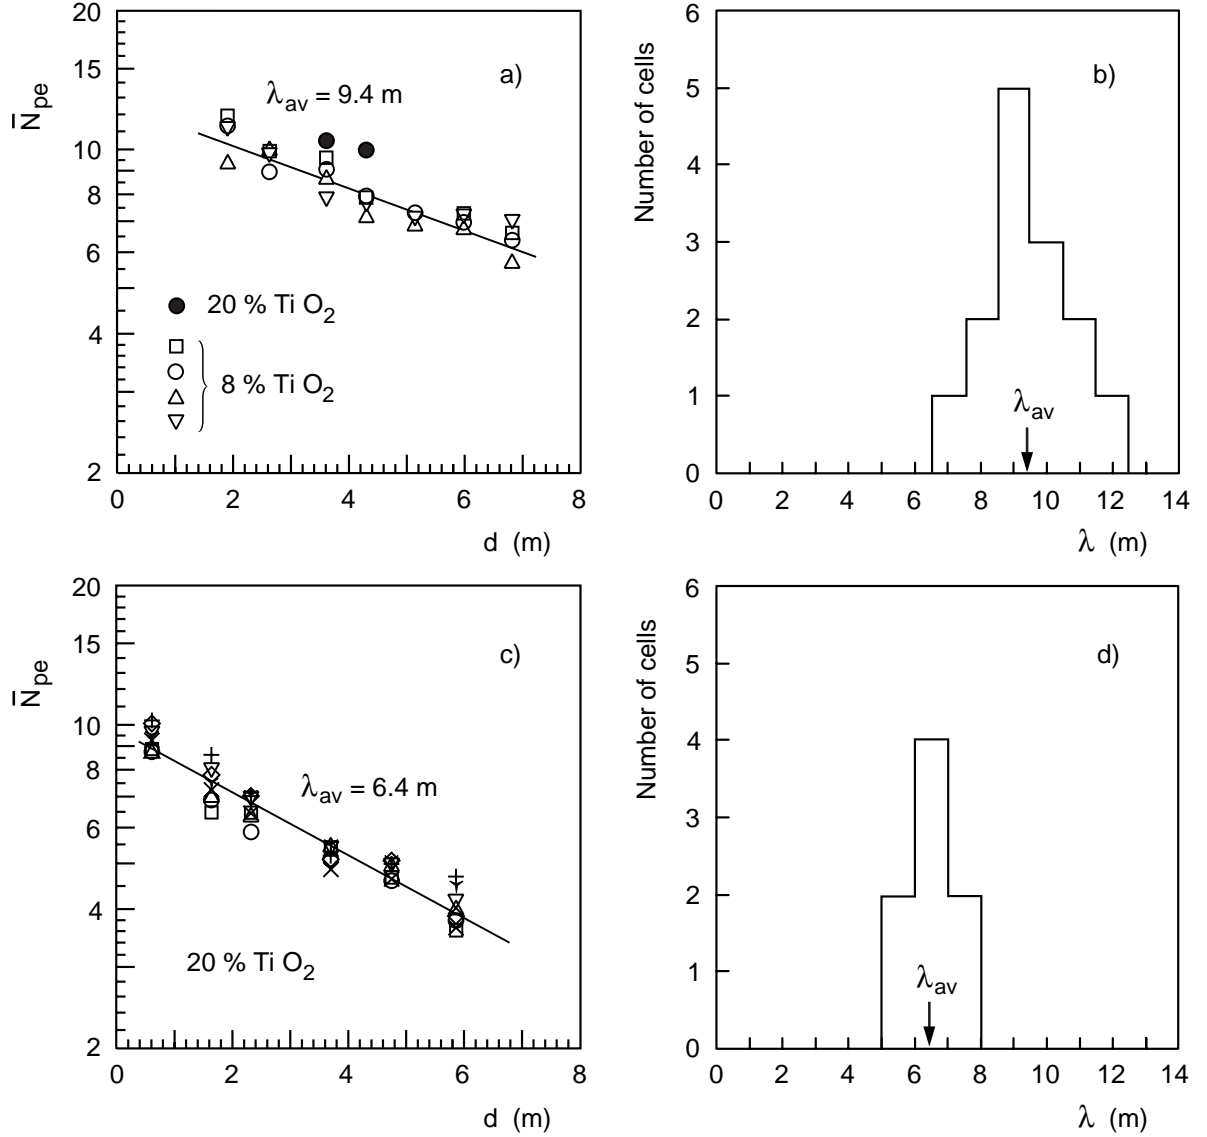 20
15
10
8
6
4
2
N̅pe
a)
λav = 9.4 m
20 % Ti O2
8 % Ti O2
0 2 4 6 8
d (m)
6
5
4
3
2
1
0
Number of cells
b)
λav
0 2 4 6 8 10 12 14
λ (m)
20
15
10
8
6
4
2
N̅pe
c)
λav = 6.4 m
20 % Ti O2
0 2 4 6 8
d (m)
6
5
4
3
2
1
0
Number of cells
d)
λav
0 2 4 6 8 10 12 14
λ (m)